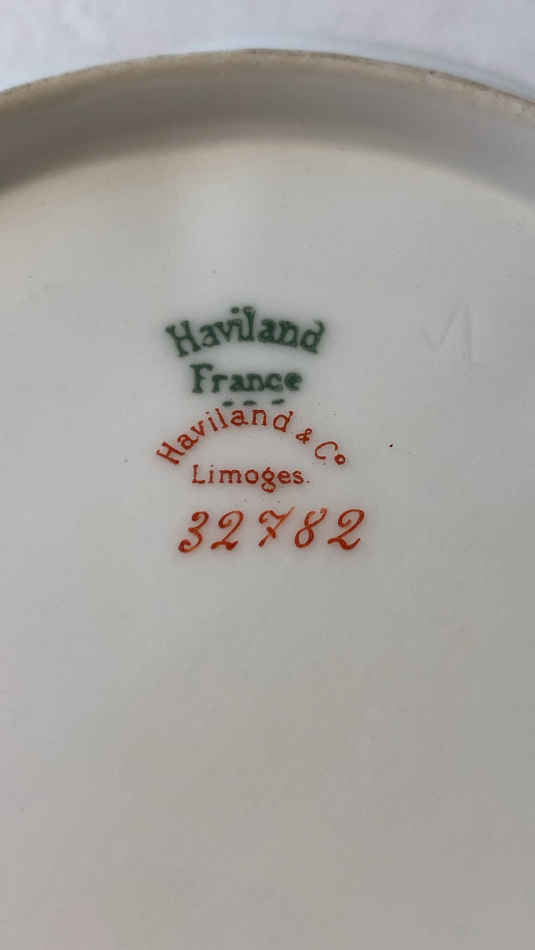 Haviland
France
Haviland & Co
Limoges.
32782
N